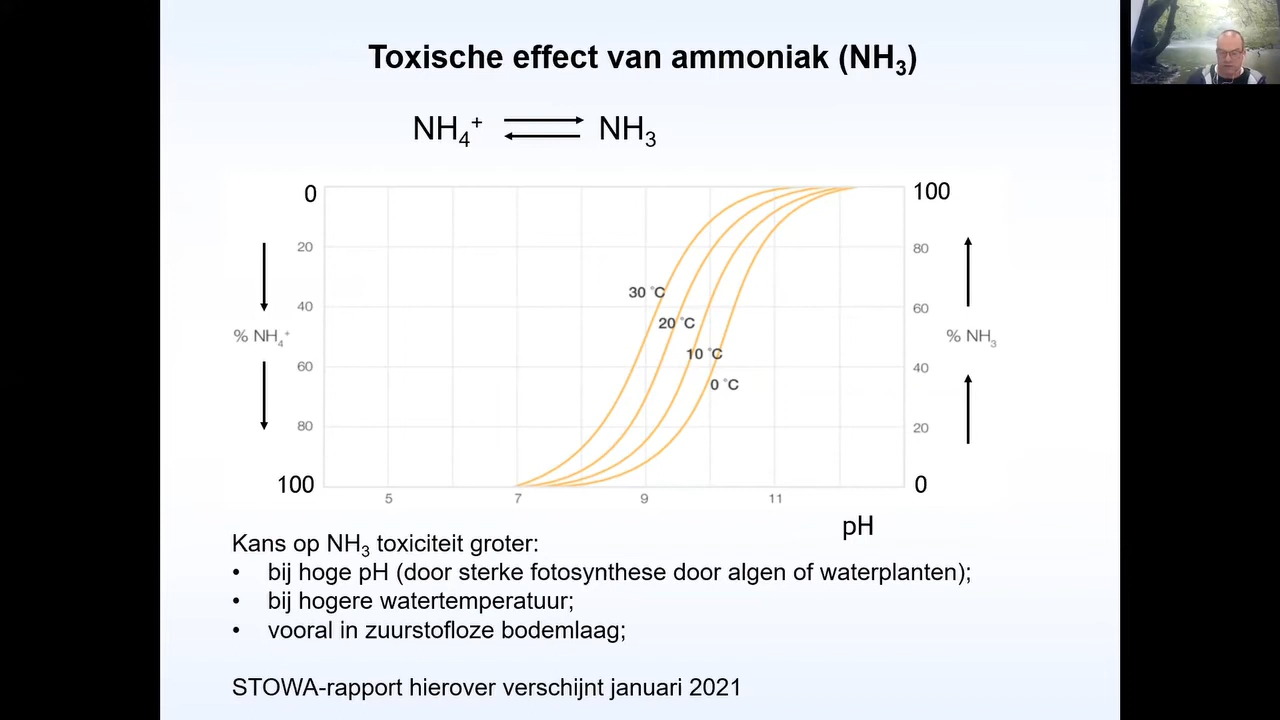 Toxische effect van ammoniak (NH₃)
NH₄⁺ NH₃
0
100
20
80
40
60
% NH₄⁺
% NH₃
60
40
80
20
100
0
30 °C
20 °C
10 °C
0 °C
5 7 9 11
pH
Kans op NH₃ toxiciteit groter:
• bij hoge pH (door sterke fotosynthese door algen of waterplanten);
• bij hogere watertemperatuur;
• vooral in zuurstofloze bodemlaag;
STOWA-rapport hierover verschijnt januari 2021